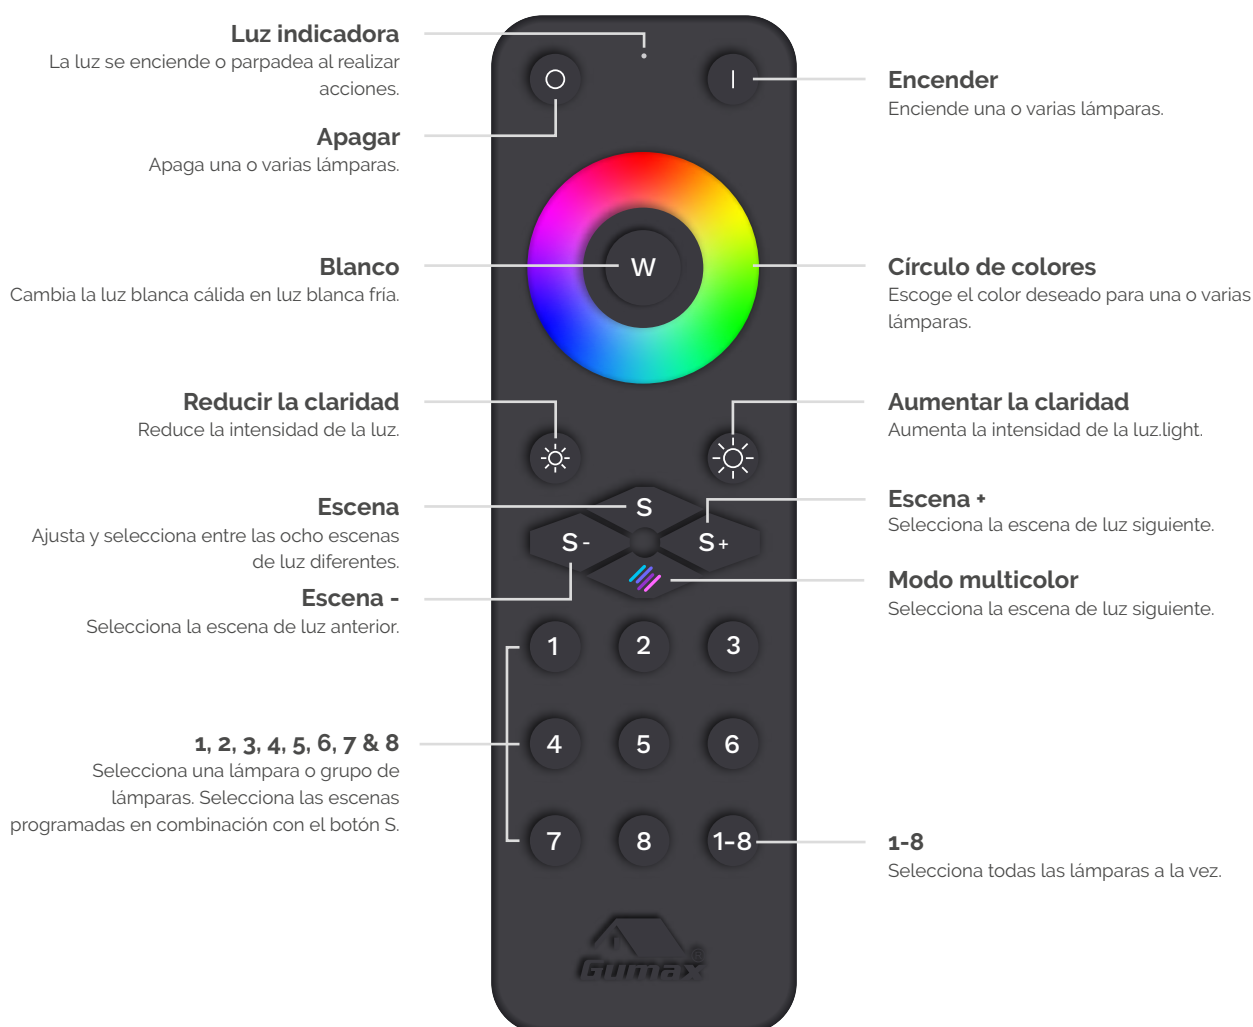 Luz indicadora
La luz se enciende o parpadea al realizar
acciones.
Apagar
Apaga una o varias lámparas.
Blanco
Cambia la luz blanca cálida en luz blanca fría.
Reducir la claridad
Reduce la intensidad de la luz.
Escena
Ajusta y selecciona entre las ocho escenas
de luz diferentes.
Escena -
Selecciona la escena de luz anterior.
1, 2, 3, 4, 5, 6, 7 & 8
Selecciona una lámpara o grupo de
lámparas. Selecciona las escenas
programadas en combinación con el botón S.
W
S
S -
S +
1 2 3
4 5 6
7 8 1-8
Gumax®
Encender
Enciende una o varias lámparas.
Círculo de colores
Escoge el color deseado para una o varias
lámparas.
Aumentar la claridad
Aumenta la intensidad de la luz.light.
Escena +
Selecciona la escena de luz siguiente.
Modo multicolor
Selecciona la escena de luz siguiente.
1-8
Selecciona todas las lámparas a la vez.